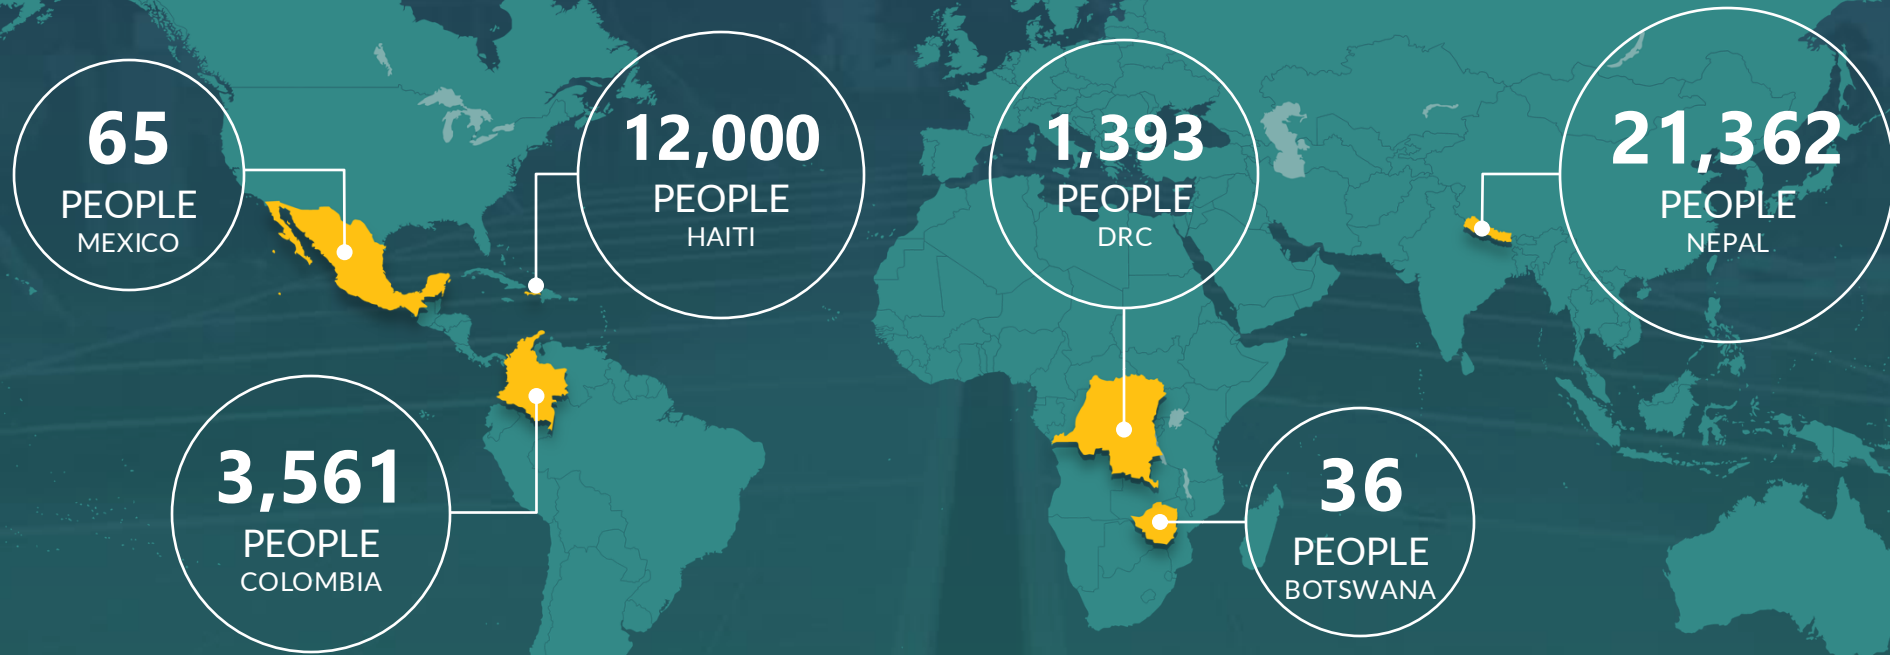 65
PEOPLE
MEXICO
12,000
PEOPLE
HAITI
1,393
PEOPLE
DRC
21,362
PEOPLE
NEPAL
3,561
PEOPLE
COLOMBIA
36
PEOPLE
BOTSWANA